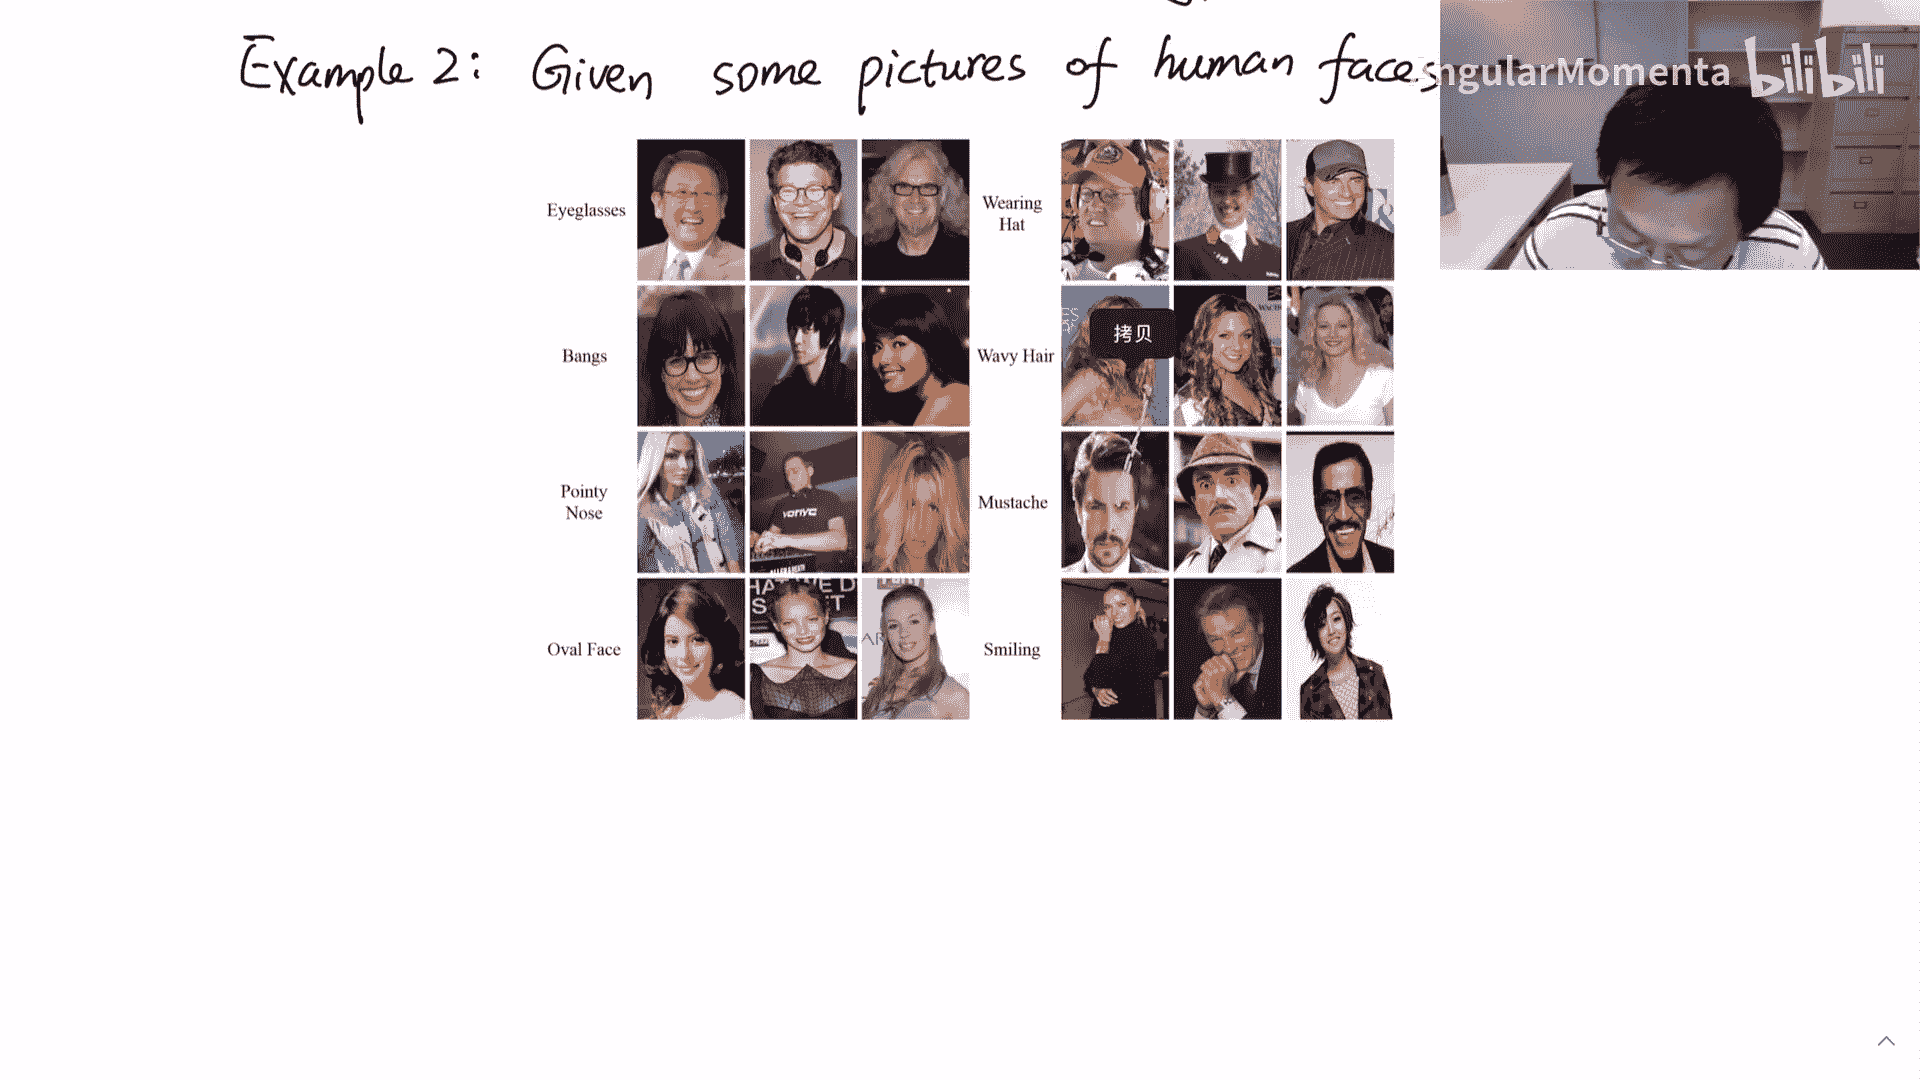 Example 2: Given some pictures of human faces
ngularMomenta bilibili
Eyeglasses
Wearing
Hat
Bangs
拷贝
Wavy Hair
Pointy
Nose
VONYC
Mustache
Oval Face
Smiling